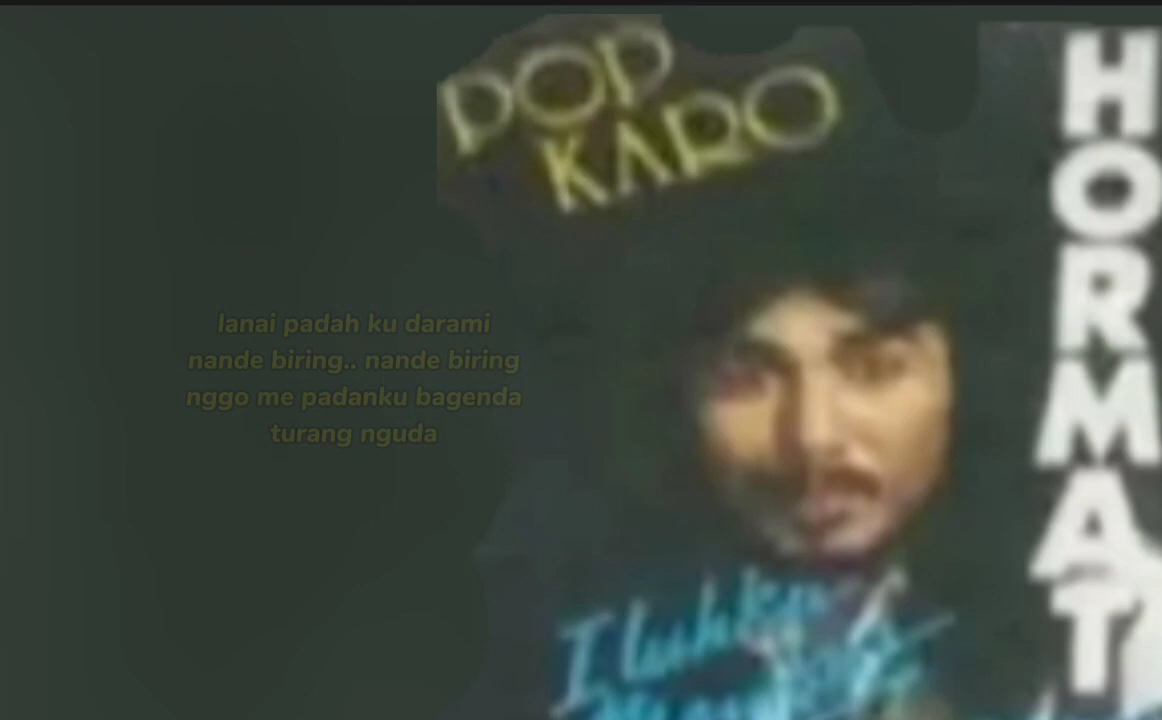 POP
KARO
HORMAT
lanai padah ku darami
nande biring.. nande biring
nggo me padanku bagenda
turang nguda